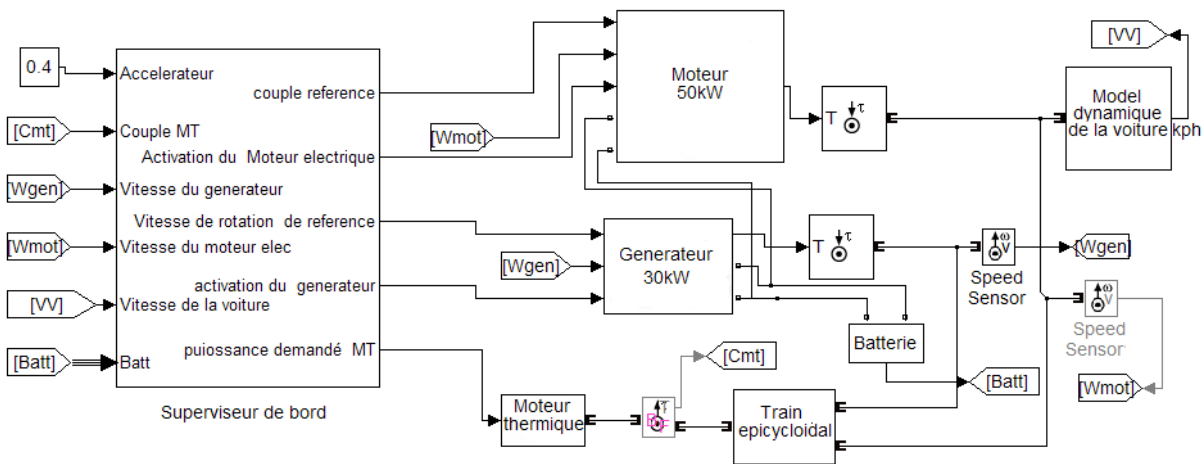 0.4
[Cmt]
[Wgen]
[Wmot]
[VV]
[Batt]
Accelerateur
Couple MT
Vitesse du generateur
Vitesse du moteur elec
Vitesse de la voiture
Batt
couple reference
Activation du Moteur electrique
Vitesse de rotation de reference
activation du generateur
puiossance demandé MT
Superviseur de bord
[Wmot]
Moteur
50kW
T
τ
[VV]
Model
dynamique
de la voiture kph
[Wgen]
Generateur
30kW
T
τ
ω
V
Speed
Sensor
[Wgen]
ω
V
Speed
Sensor
[Wmot]
Batterie
[Batt]
[Cmt]
Moteur
thermique
Train
epicycloidal